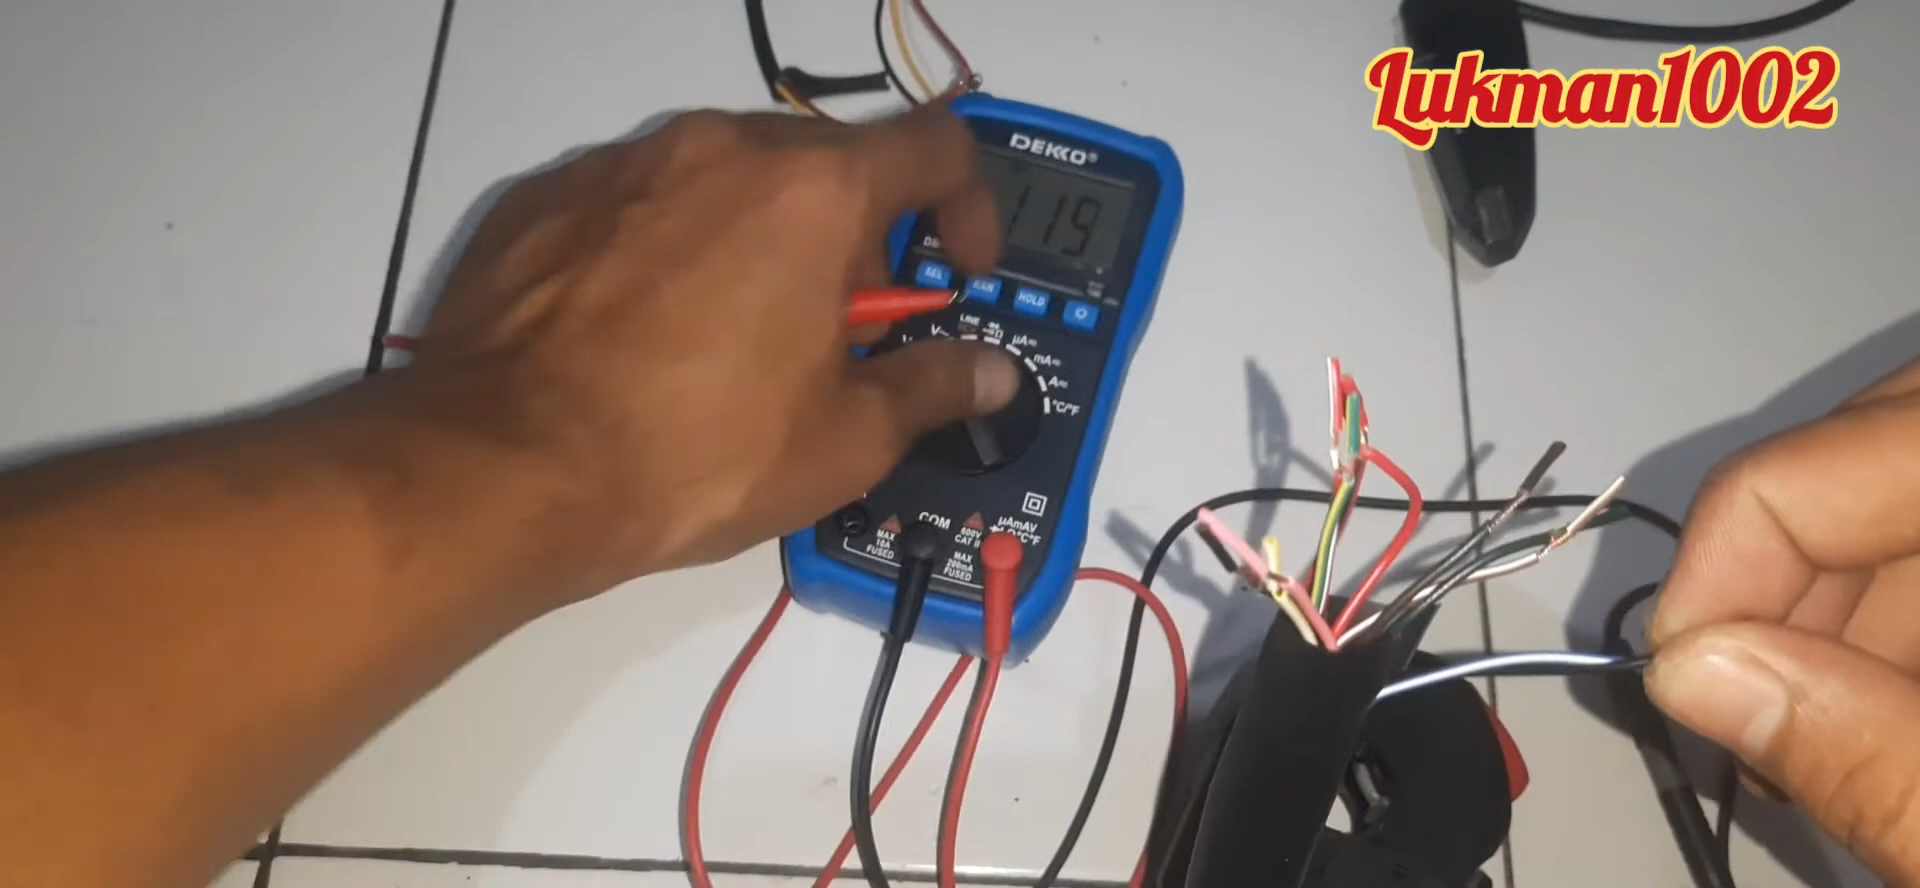 Lukman1002
DEKKO®
119
SEL
RAN
HOLD
LINE
V~
µA≂
mA≂
A≂
°C/°F
COM
µAmAV
600V
CAT II
MAX
10A
FUSED
MAX
200mA
FUSED